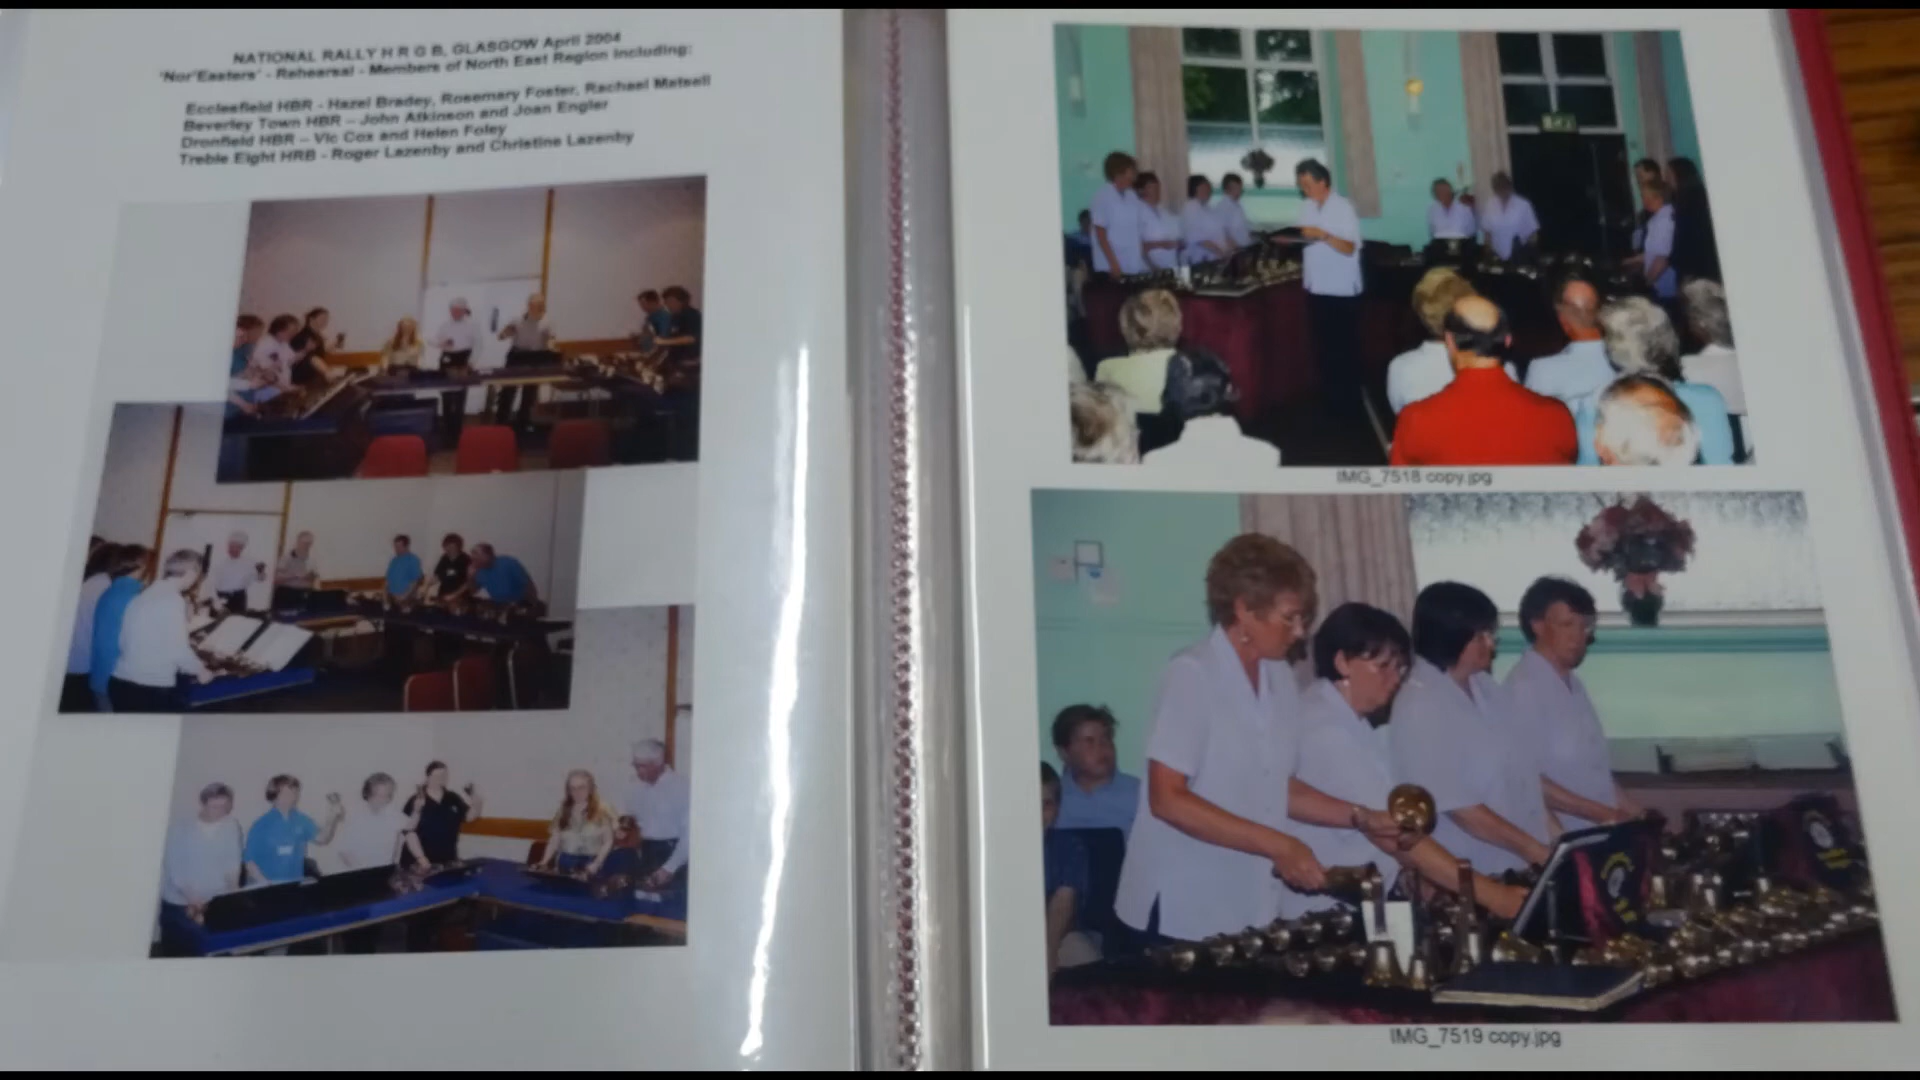 NATIONAL RALLY H R G B, GLASGOW April 2004
'Nor'Easters' - Rehearsal - Members of North East Region including:
Ecclesfield HBR - Hazel Bradey, Rosemary Foster, Rachael Matsell
Beverley Town HBR – John Atkinson and Joan Engler
Dronfield HBR – Vic Cox and Helen Foley
Treble Eight HRB - Roger Lazenby and Christine Lazenby
IMG_7518 copy.jpg
IMG_7519 copy.jpg